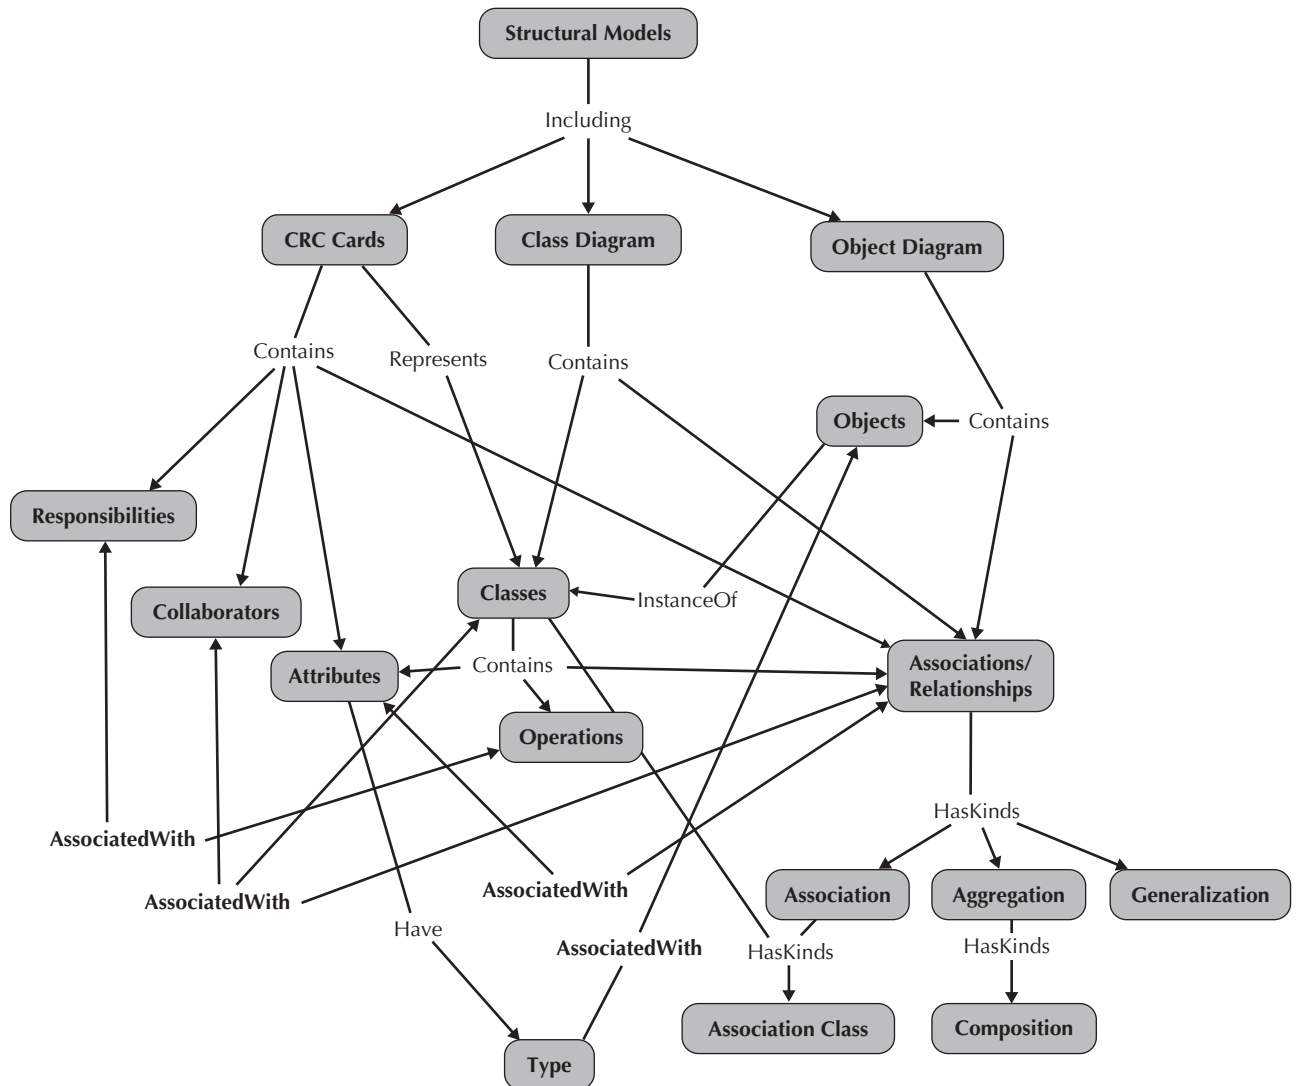 Structural Models
Including
CRC Cards
Class Diagram
Object Diagram
Contains
Represents
Contains
Objects
Contains
Responsibilities
Classes
InstanceOf
Collaborators
Attributes
Contains
Associations/
Relationships
Operations
HasKinds
AssociatedWith
AssociatedWith
AssociatedWith
Association
Aggregation
Generalization
Have
AssociatedWith
HasKinds
HasKinds
Association Class
Composition
Type